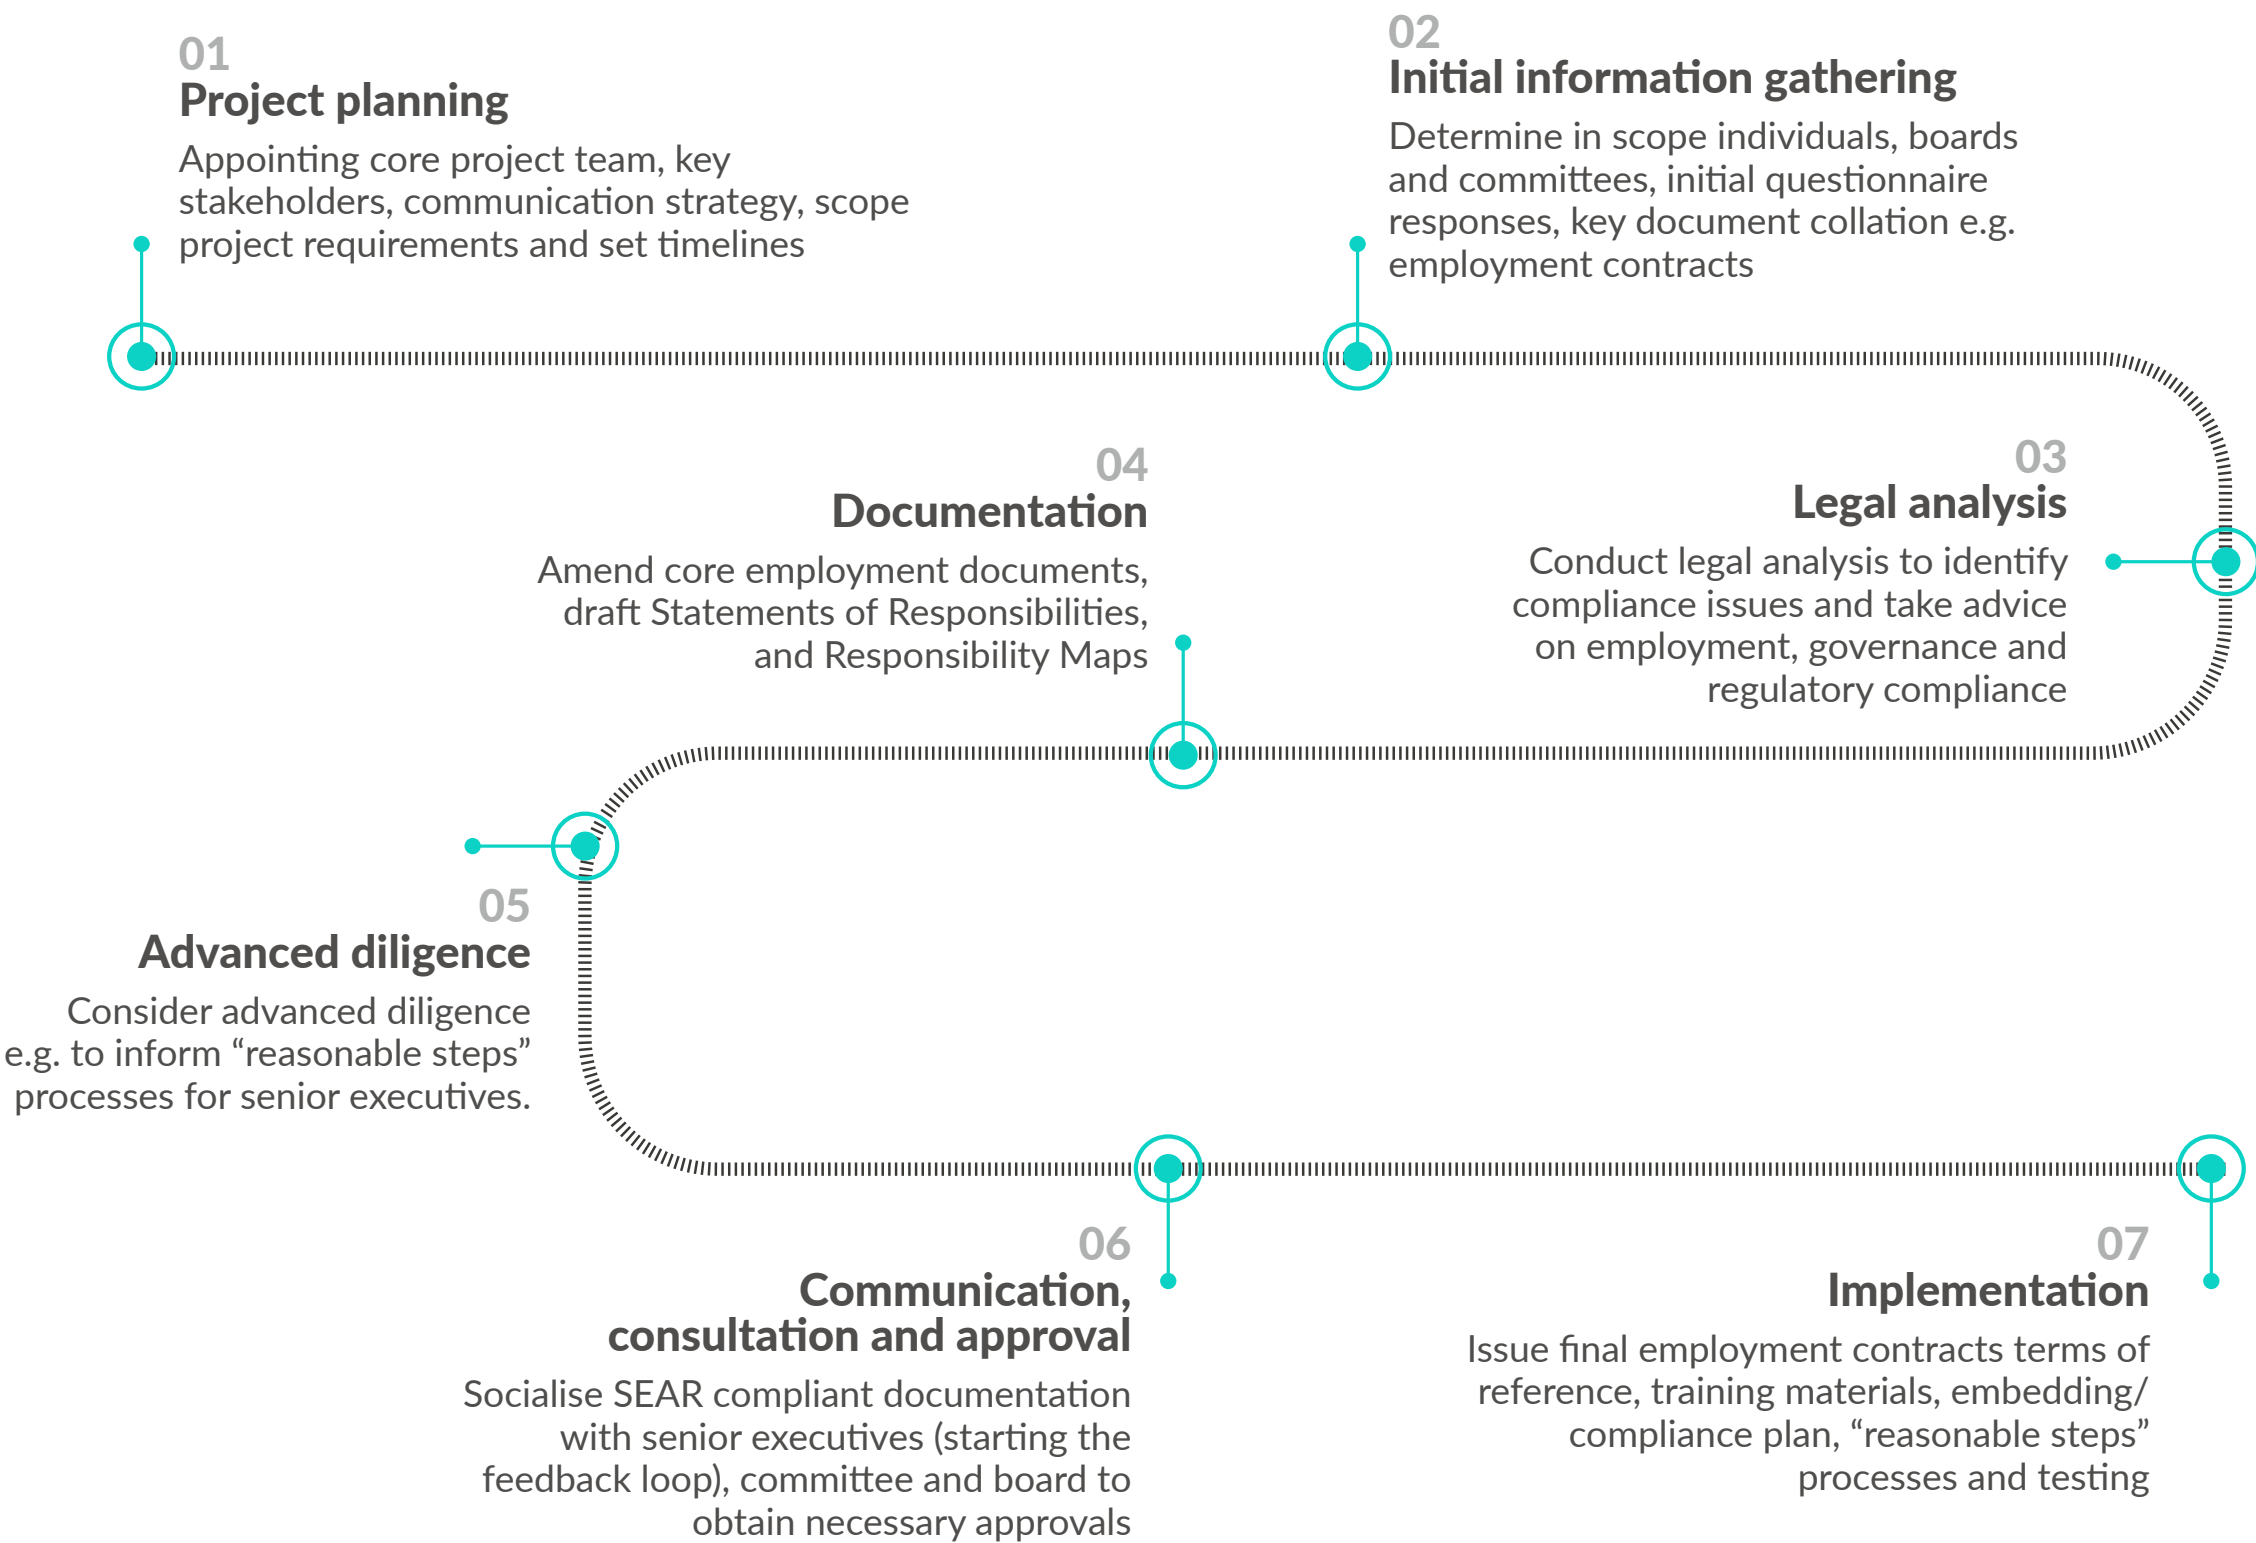 01
Project planning
Appointing core project team, key
stakeholders, communication strategy, scope
project requirements and set timelines
02
Initial information gathering
Determine in scope individuals, boards
and committees, initial questionnaire
responses, key document collation e.g.
employment contracts
03
Legal analysis
Conduct legal analysis to identify
compliance issues and take advice
on employment, governance and
regulatory compliance
04
Documentation
Amend core employment documents,
draft Statements of Responsibilities,
and Responsibility Maps
05
Advanced diligence
Consider advanced diligence
e.g. to inform “reasonable steps”
processes for senior executives.
06
Communication,
consultation and approval
Socialise SEAR compliant documentation
with senior executives (starting the
feedback loop), committee and board to
obtain necessary approvals
07
Implementation
Issue final employment contracts terms of
reference, training materials, embedding/
compliance plan, “reasonable steps”
processes and testing